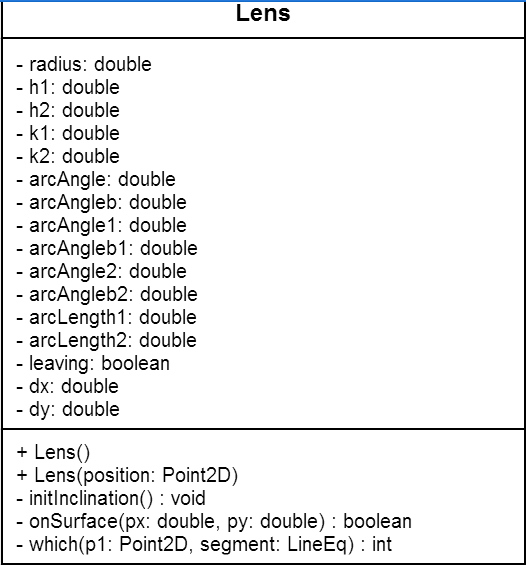 Lens
- radius: double
- h1: double
- h2: double
- k1: double
- k2: double
- arcAngle: double
- arcAngleb: double
- arcAngle1: double
- arcAngleb1: double
- arcAngle2: double
- arcAngleb2: double
- arcLength1: double
- arcLength2: double
- leaving: boolean
- dx: double
- dy: double
+ Lens()
+ Lens(position: Point2D)
- initInclination() : void
- onSurface(px: double, py: double) : boolean
- which(p1: Point2D, segment: LineEq) : int